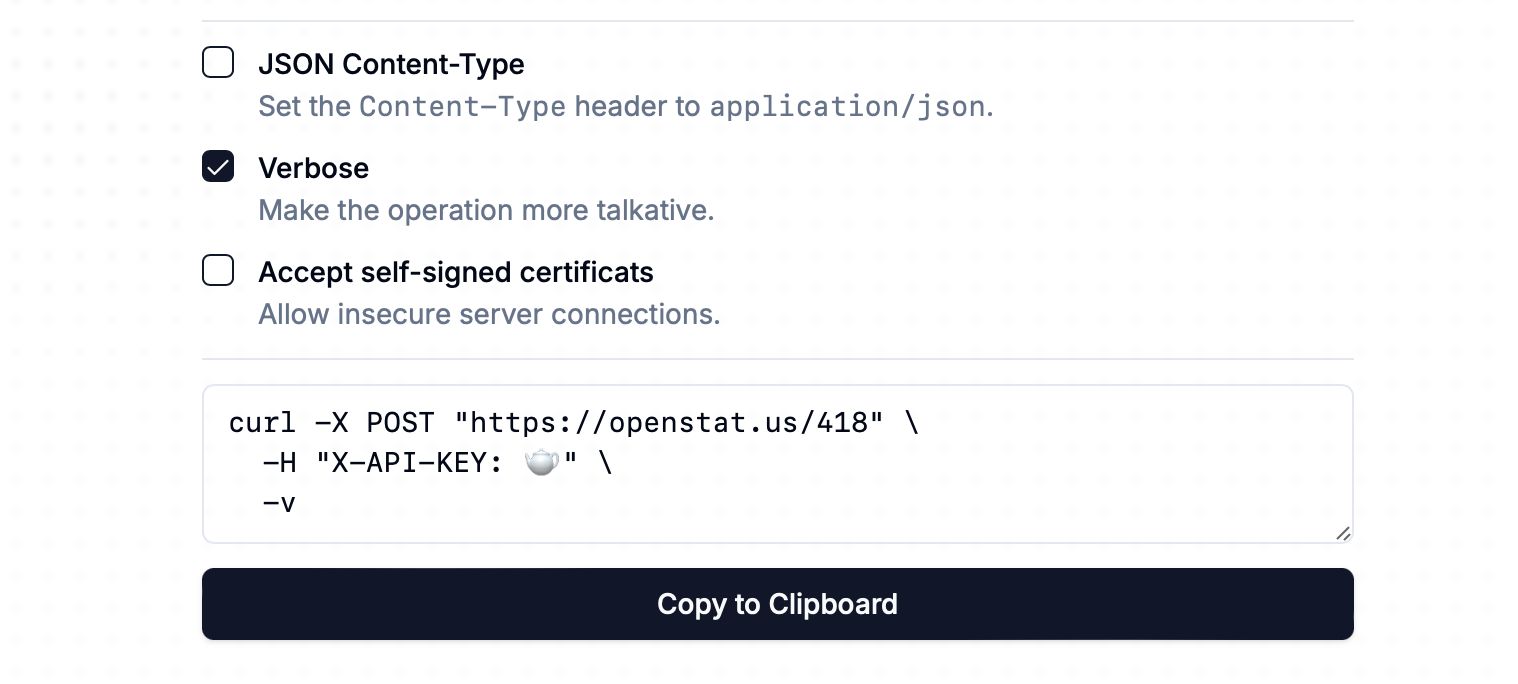 JSON Content-Type
Set the Content-Type header to application/json.
Verbose
Make the operation more talkative.
Accept self-signed certificats
Allow insecure server connections.
curl -X POST "https://openstat.us/418" \
  -H "X-API-KEY: 🫖" \
  -v
Copy to Clipboard